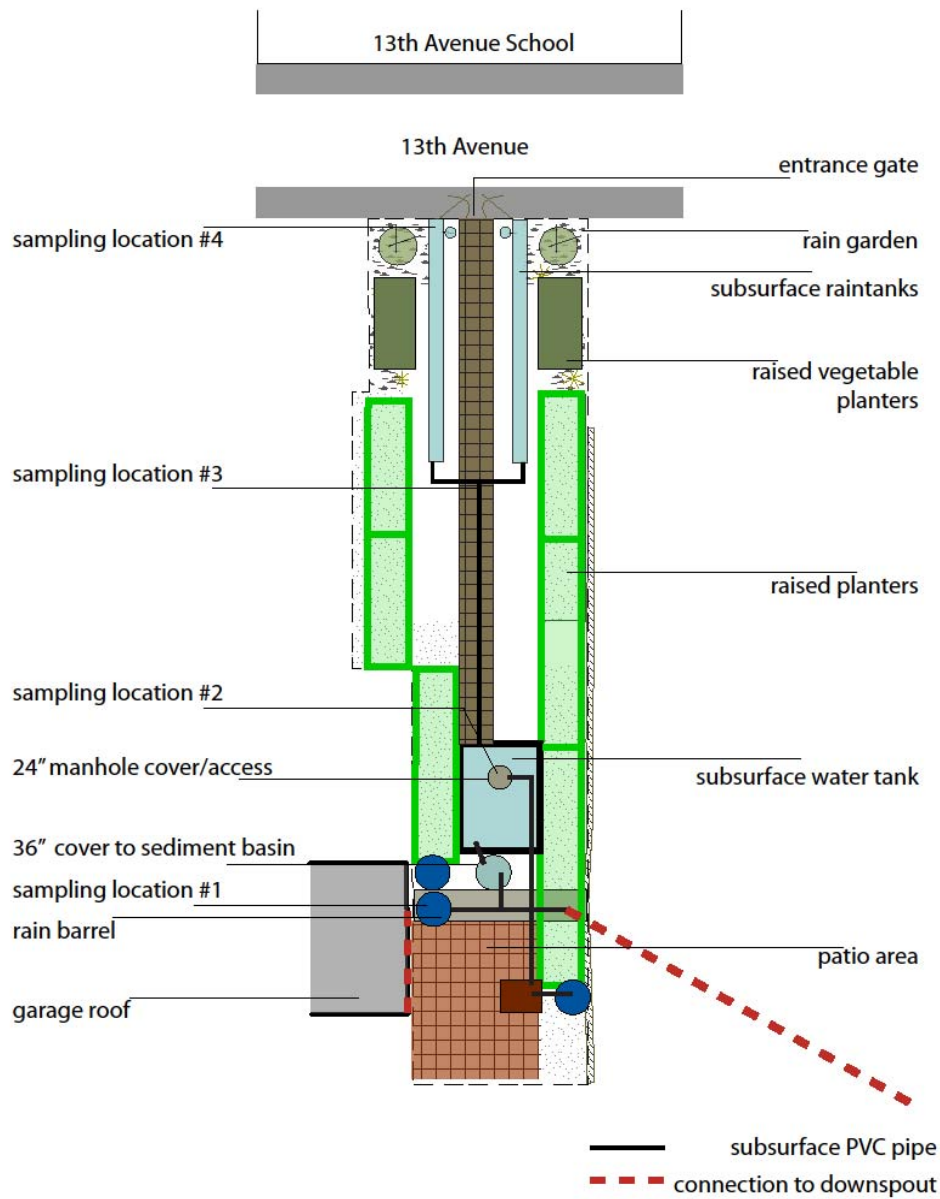 13th Avenue School
13th Avenue
entrance gate
sampling location #4
rain garden
subsurface raintanks
raised vegetable
planters
sampling location #3
raised planters
sampling location #2
24” manhole cover/access
subsurface water tank
36” cover to sediment basin
sampling location #1
rain barrel
patio area
garage roof
subsurface PVC pipe
connection to downspout